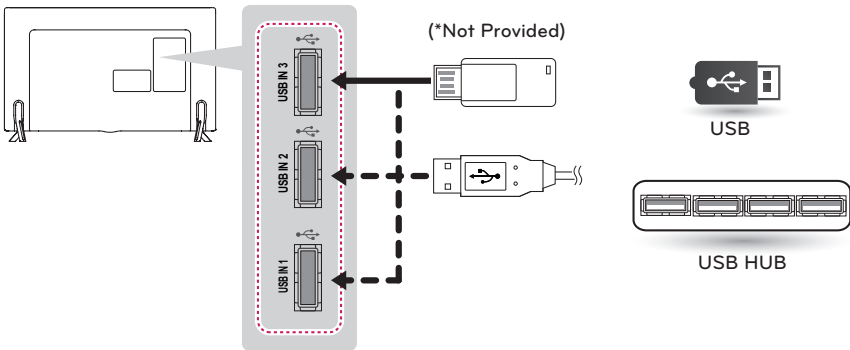 (*Not Provided)
USB IN 3
USB IN 2
USB IN 1
USB
USB HUB